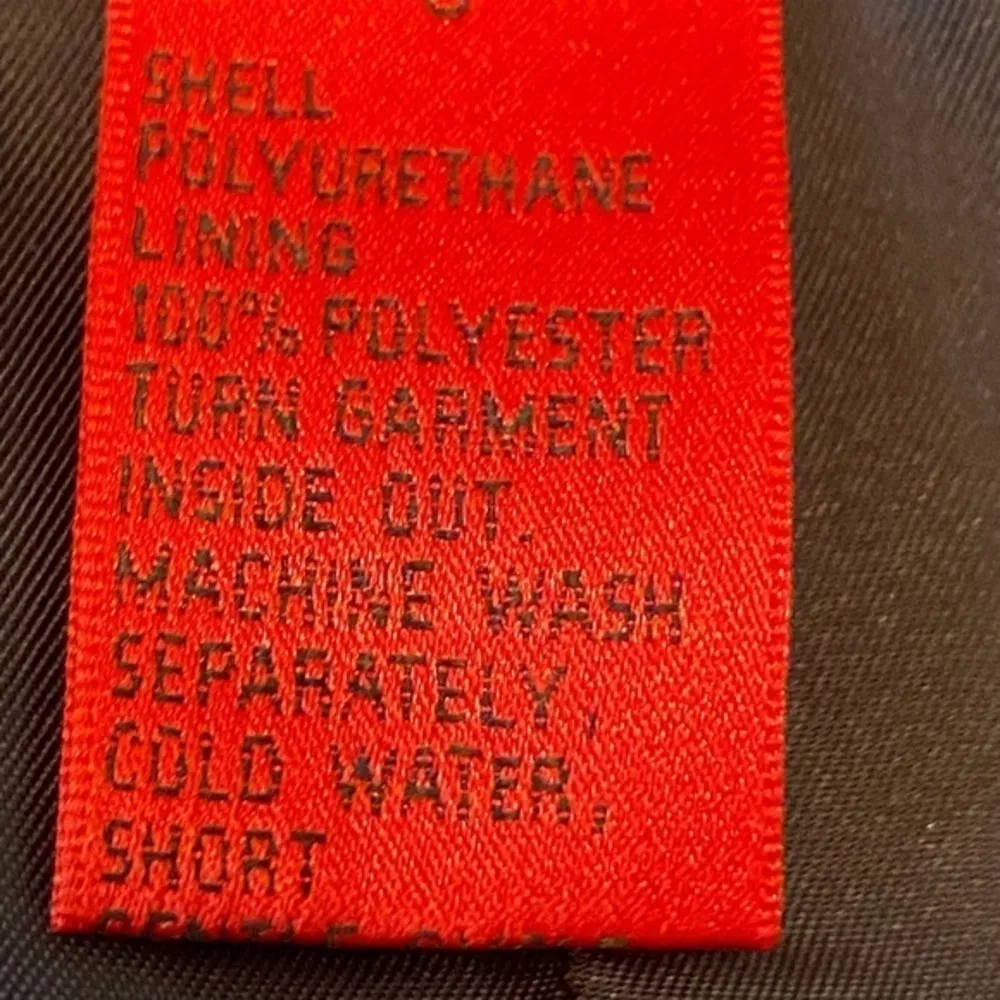 SHELL
POLYURETHANE
LINING
100% POLYESTER
TURN GARMENT
INSIDE OUT.
MACHINE WASH
SEPARATELY,
COLD WATER,
SHORT